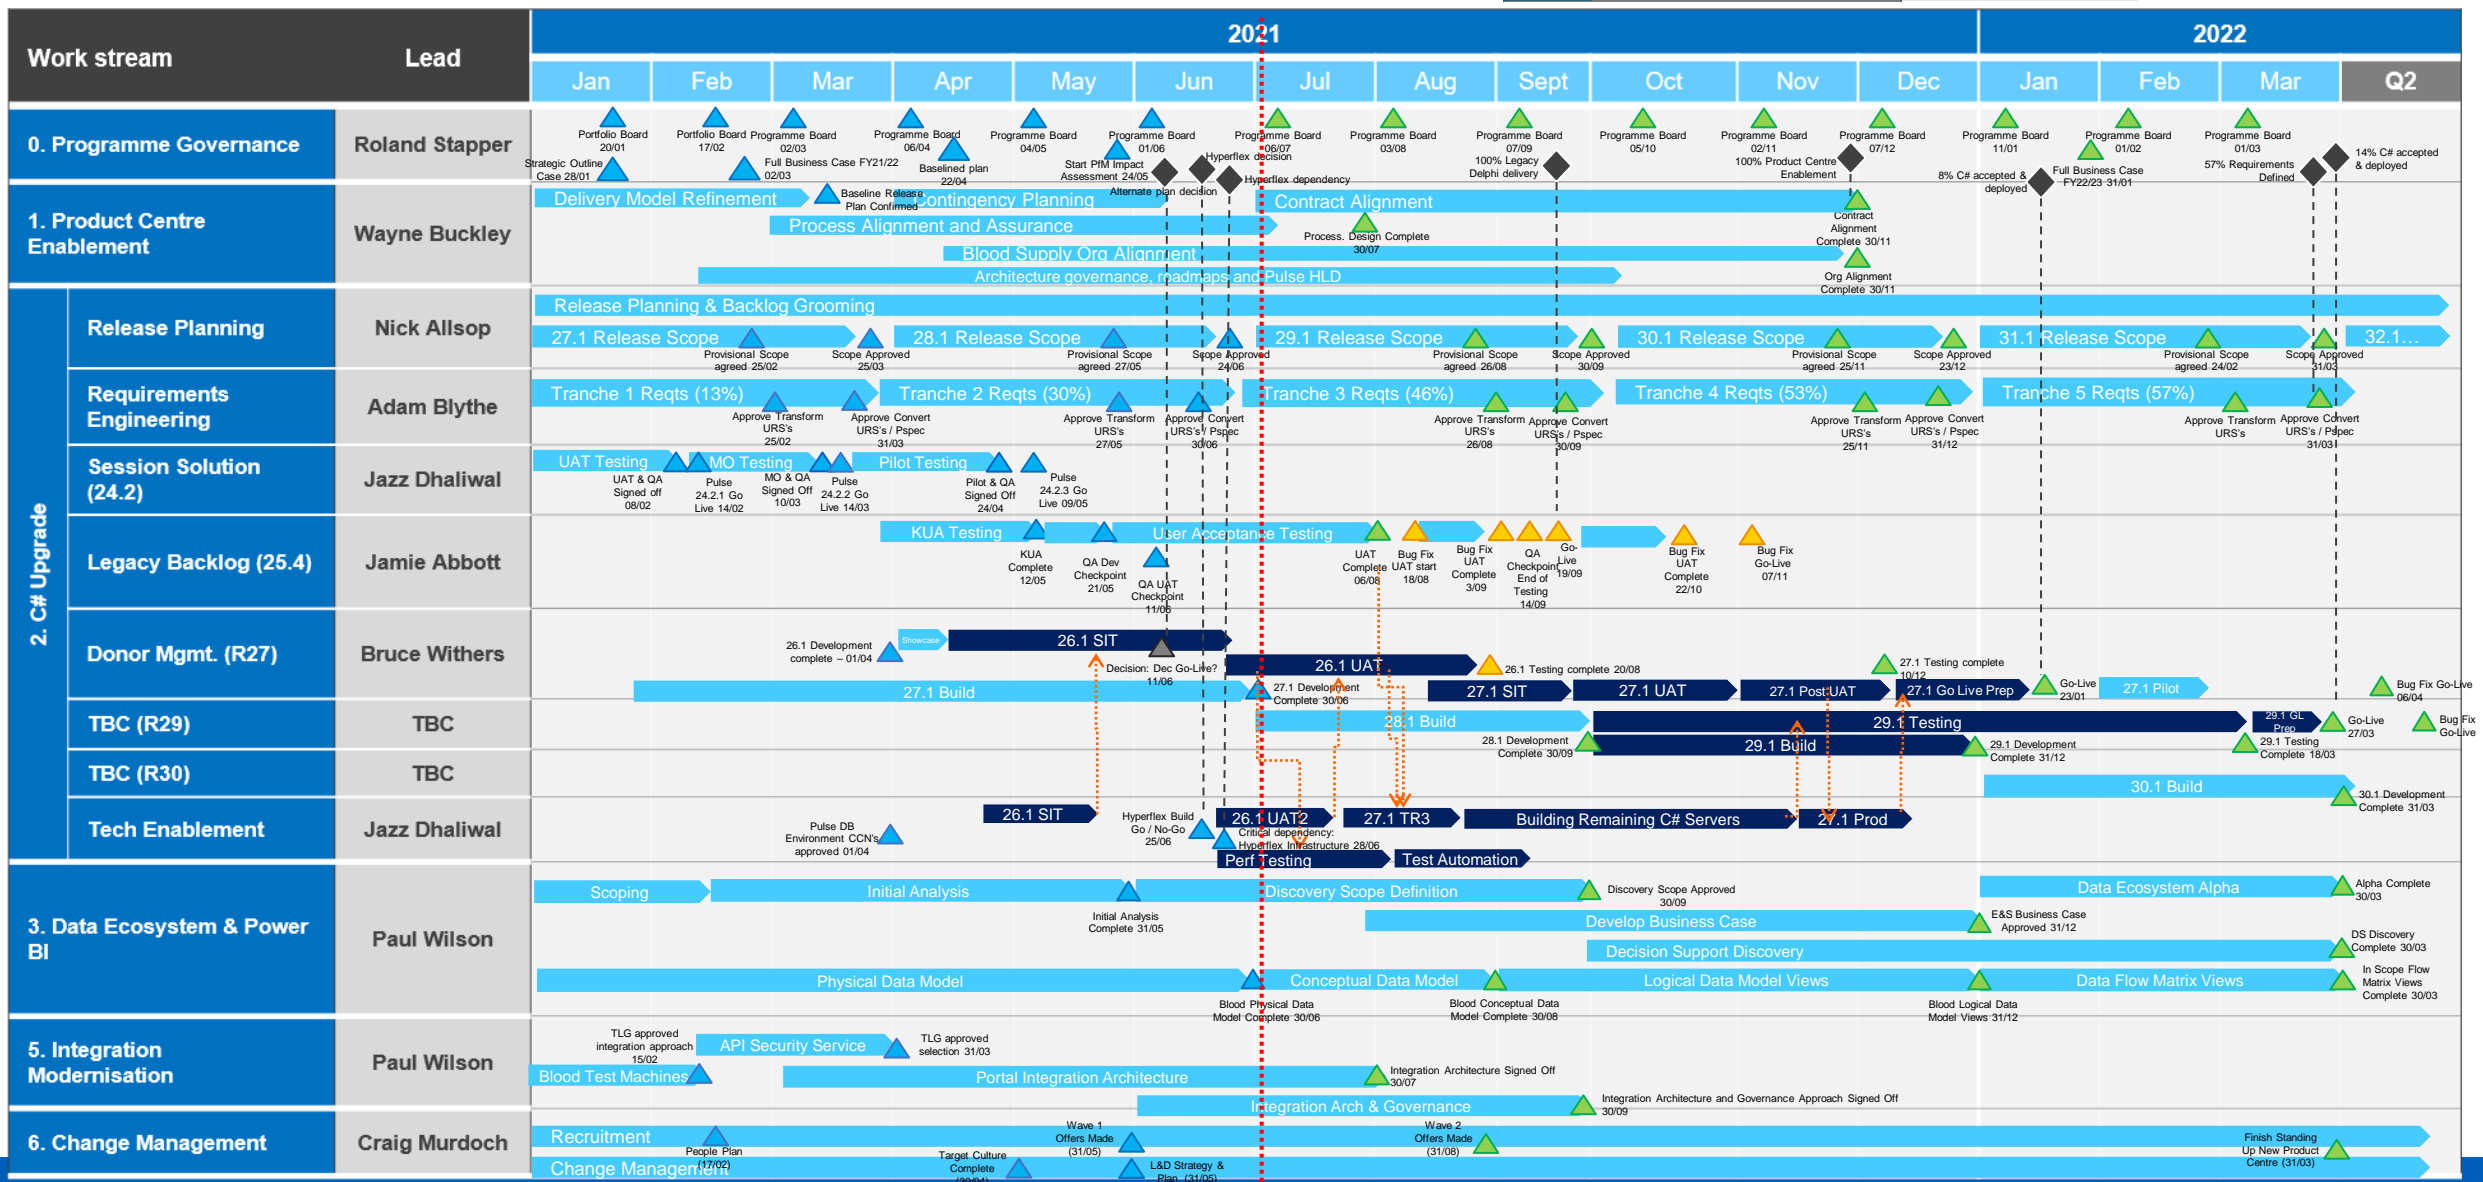 Work stream
Lead
2021
2022
Jan
Feb
Mar
Apr
May
Jun
Jul
Aug
Sept
Oct
Nov
Dec
Jan
Feb
Mar
Q2
0. Programme Governance
Roland Stapper
Portfolio Board
20/01
Portfolio Board
17/02
Programme Board
02/03
Programme Board
06/04
Programme Board
04/05
Programme Board
01/06
Programme Board
06/07
Programme Board
03/08
Programme Board
07/09
Programme Board
05/10
Programme Board
02/11
Programme Board
07/12
Programme Board
11/01
Programme Board
01/02
Programme Board
01/03
Strategic Outline
Case 28/01
Full Business Case FY21/22
02/03
Baselined plan
22/04
Start PfM Impact
Assessment 24/05
Hyperflex decision
Alternate plan decision
Hyperflex dependency
100% Legacy
Delphi delivery
100% Product Centre
Enablement
8% C# accepted &
deployed
Full Business Case
FY22/23 31/01
57% Requirements
Defined
14% C# accepted
& deployed
1. Product Centre
Enablement
Wayne Buckley
Delivery Model Refinement
Baseline Release
Plan Confirmed
Contingency Planning
Contract Alignment
Contract
Alignment
Complete 30/11
Process Alignment and Assurance
Process. Design Complete
30/07
Blood Supply Org Alignment
Org Alignment
Complete 30/11
Architecture governance, roadmaps and Pulse HLD
2. C# Upgrade
Release Planning
Nick Allsop
Release Planning & Backlog Grooming
27.1 Release Scope
28.1 Release Scope
29.1 Release Scope
30.1 Release Scope
31.1 Release Scope
32.1...
Provisional Scope
agreed 25/02
Scope Approved
25/03
Provisional Scope
agreed 27/05
Scope Approved
24/06
Provisional Scope
agreed 26/08
Scope Approved
30/09
Provisional Scope
agreed 25/11
Scope Approved
23/12
Provisional Scope
agreed 24/02
Scope Approved
31/03
Requirements
Engineering
Adam Blythe
Tranche 1 Reqts (13%)
Tranche 2 Reqts (30%)
Tranche 3 Reqts (46%)
Tranche 4 Reqts (53%)
Tranche 5 Reqts (57%)
Approve Transform
URS's
25/02
Approve Convert
URS's / Pspec
31/03
Approve Transform
URS's
27/05
Approve Convert
URS's / Pspec
30/06
Approve Transform
URS's
26/08
Approve Convert
URS's / Pspec
30/09
Approve Transform
URS's
25/11
Approve Convert
URS's / Pspec
31/12
Approve Transform
URS's
Approve Convert
URS's / Pspec
31/03
Session Solution
(24.2)
Jazz Dhaliwal
UAT Testing
MO Testing
Pilot Testing
UAT & QA
Signed off
08/02
Pulse
24.2.1 Go
Live 14/02
MO & QA
Signed Off
10/03
Pulse
24.2.2 Go
Live 14/03
Pilot & QA
Signed Off
24/04
Pulse
24.2.3 Go
Live 09/05
Legacy Backlog (25.4)
Jamie Abbott
KUA Testing
User Acceptance Testing
KUA
Complete
12/05
QA Dev
Checkpoint
21/05
QA UAT
Checkpoint
11/06
UAT
Complete
06/08
Bug Fix
UAT start
18/08
Bug Fix
UAT
Complete
3/09
QA
Checkpoint
End of
Testing
14/09
Go-
Live
19/09
Bug Fix
UAT
Complete
22/10
Bug Fix
Go-Live
07/11
Donor Mgmt. (R27)
Bruce Withers
26.1 Development
complete – 01/04
Showcase
26.1 SIT
Decision: Dec Go-Live?
11/06
26.1 UAT
26.1 Testing complete 20/08
27.1 Testing complete
10/12
27.1 Build
27.1 Development
Complete 30/06
27.1 SIT
27.1 UAT
27.1 Post UAT
27.1 Go Live Prep
Go-Live
23/01
27.1 Pilot
Bug Fix Go-Live
06/04
TBC (R29)
TBC
28.1 Build
29.1 Testing
29.1 GL
Prep
Go-Live
27/03
Bug Fix
Go-Live
28.1 Development
Complete 30/09
29.1 Build
29.1 Development
Complete 31/12
29.1 Testing
Complete 18/03
TBC (R30)
TBC
30.1 Build
30.1 Development
Complete 31/03
Tech Enablement
Jazz Dhaliwal
Pulse DB
Environment CCN's
approved 01/04
26.1 SIT
Hyperflex Build
Go / No-Go
25/06
26.1 UAT2
27.1 TR3
Building Remaining C# Servers
27.1 Prod
Critical dependency:
Hyperflex Infrastructure 28/06
Perf Testing
Test Automation
3. Data Ecosystem & Power
BI
Paul Wilson
Scoping
Initial Analysis
Discovery Scope Definition
Discovery Scope Approved
30/09
Data Ecosystem Alpha
Alpha Complete
30/03
Initial Analysis
Complete 31/05
Develop Business Case
E&S Business Case
Approved 31/12
Decision Support Discovery
DS Discovery
Complete 30/03
Physical Data Model
Conceptual Data Model
Logical Data Model Views
Data Flow Matrix Views
In Scope Flow
Matrix Views
Complete 30/03
Blood Physical Data
Model Complete 30/06
Blood Conceptual Data
Model Complete 30/08
Blood Logical Data
Model Views 31/12
5. Integration
Modernisation
Paul Wilson
TLG approved
integration approach
15/02
API Security Service
TLG approved
selection 31/03
Blood Test Machines
Portal Integration Architecture
Integration Architecture Signed Off
30/07
Integration Arch & Governance
Integration Architecture and Governance Approach Signed Off
30/09
6. Change Management
Craig Murdoch
Recruitment
People Plan
(17/02)
Wave 1
Offers Made
(31/05)
Wave 2
Offers Made
(31/08)
Finish Standing
Up New Product
Centre (31/03)
Change Management
Target Culture
Complete
(30/04)
L&D Strategy &
Plan (31/05)